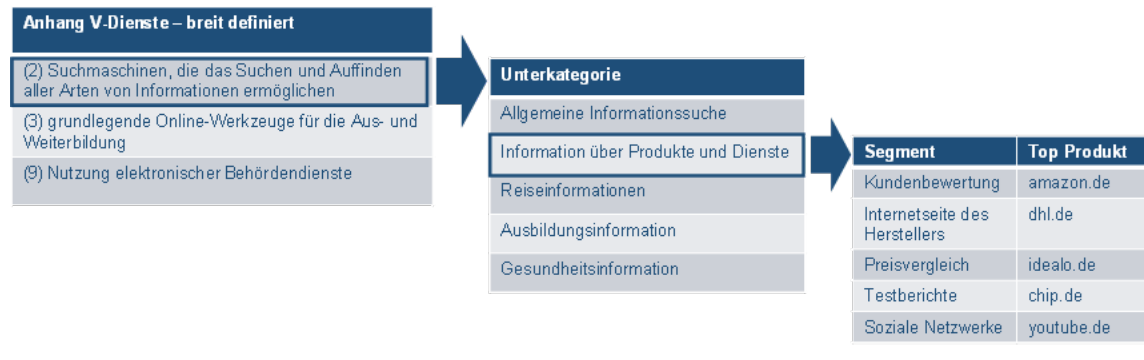 Anhang V-Dienste – breit definiert
(2) Suchmaschinen, die das Suchen und Auffinden
aller Arten von Informationen ermöglichen
(3) grundlegende Online-Werkzeuge für die Aus- und
Weiterbildung
(9) Nutzung elektronischer Behördendienste
Unterkategorie
Allgemeine Informationssuche
Information über Produkte und Dienste
Reiseinformationen
Ausbildungsinformation
Gesundheitsinformation
Segment Top Produkt
Kundenbewertung amazon.de
Internetseite des dhl.de
Herstellers
Preisvergleich idealo.de
Testberichte chip.de
Soziale Netzwerke youtube.de